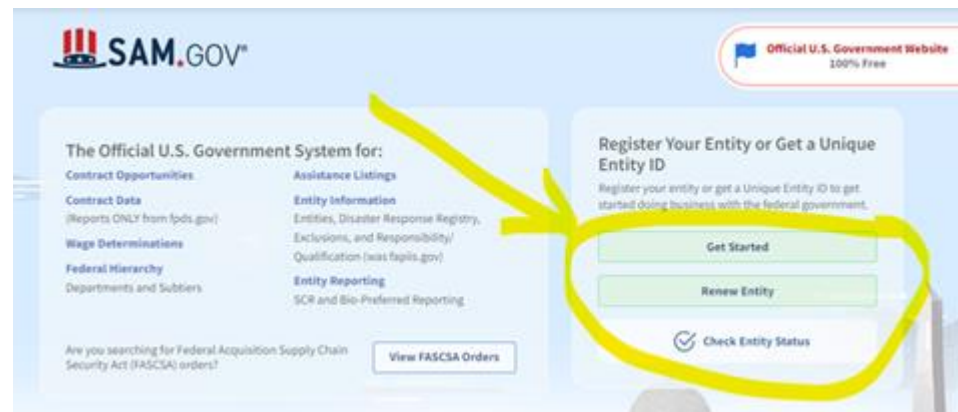 SAM.GOV®
Official U.S. Government Website
100% Free
The Official U.S. Government System for:
Contract Opportunities
Contract Data
(Reports ONLY from fpds.gov)
Wage Determinations
Federal Hierarchy
Departments and Subtiers
Assistance Listings
Entity Information
Entities, Disaster Response Registry,
Exclusions, and Responsibility/
Qualification (was fapiis.gov)
Entity Reporting
SCR and Bio-Preferred Reporting
Are you searching for Federal Acquisition Supply Chain
Security Act (FASCSA) orders?
View FASCSA Orders
Register Your Entity or Get a Unique
Entity ID
Register your entity or get a Unique Entity ID to get
started doing business with the federal government.
Get Started
Renew Entity
Check Entity Status